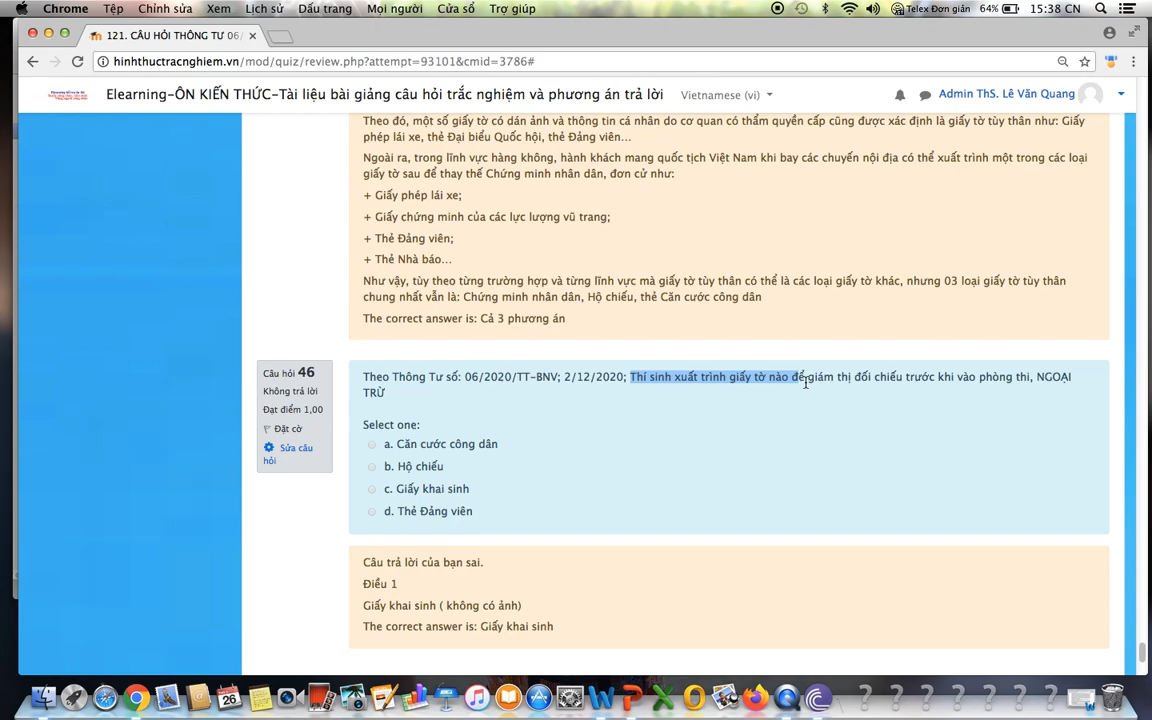 Chrome Tệp Chỉnh sửa Xem Lịch sử Dấu trang Mọi người Cửa sổ Trợ giúp Telex Đơn giản 64% 15:38 CN
121. CÂU HỎI THÔNG TƯ 06/
hinhthuctracnghiem.vn/mod/quiz/review.php?attempt=93101&cmid=3786#
Elearning-ÔN KIẾN THỨC-Tài liệu bài giảng câu hỏi trắc nghiệm và phương án trả lời Vietnamese (vi) Admin ThS. Lê Văn Quang
Theo đó, một số giấy tờ có dán ảnh và thông tin cá nhân do cơ quan có thẩm quyền cấp cũng được xác định là giấy tờ tùy thân như: Giấy
phép lái xe, thẻ Đại biểu Quốc hội, thẻ Đảng viên...
Ngoài ra, trong lĩnh vực hàng không, hành khách mang quốc tịch Việt Nam khi bay các chuyến nội địa có thể xuất trình một trong các loại
giấy tờ sau để thay thế Chứng minh nhân dân, đơn cử như:
+ Giấy phép lái xe;
+ Giấy chứng minh của các lực lượng vũ trang;
+ Thẻ Đảng viên;
+ Thẻ Nhà báo...
Như vậy, tùy theo từng trường hợp và từng lĩnh vực mà giấy tờ tùy thân có thể là các loại giấy tờ khác, nhưng 03 loại giấy tờ tùy thân
chung nhất vẫn là: Chứng minh nhân dân, Hộ chiếu, thẻ Căn cước công dân
The correct answer is: Cả 3 phương án
Câu hỏi 46
Không trả lời
Đạt điểm 1,00
Đặt cờ
Sửa câu
hỏi
Theo Thông Tư số: 06/2020/TT-BNV; 2/12/2020; Thí sinh xuất trình giấy tờ nào để giám thị đối chiếu trước khi vào phòng thi, NGOẠI
TRỪ
Select one:
a. Căn cước công dân
b. Hộ chiếu
c. Giấy khai sinh
d. Thẻ Đảng viên
Câu trả lời của bạn sai.
Điều 1
Giấy khai sinh ( không có ảnh)
The correct answer is: Giấy khai sinh
26